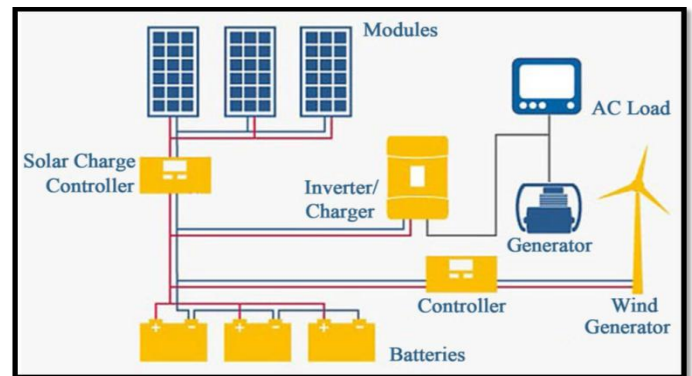 Modules
AC Load
Solar Charge
Controller
Inverter/
Charger
Generator
Controller
Wind
Generator
Batteries